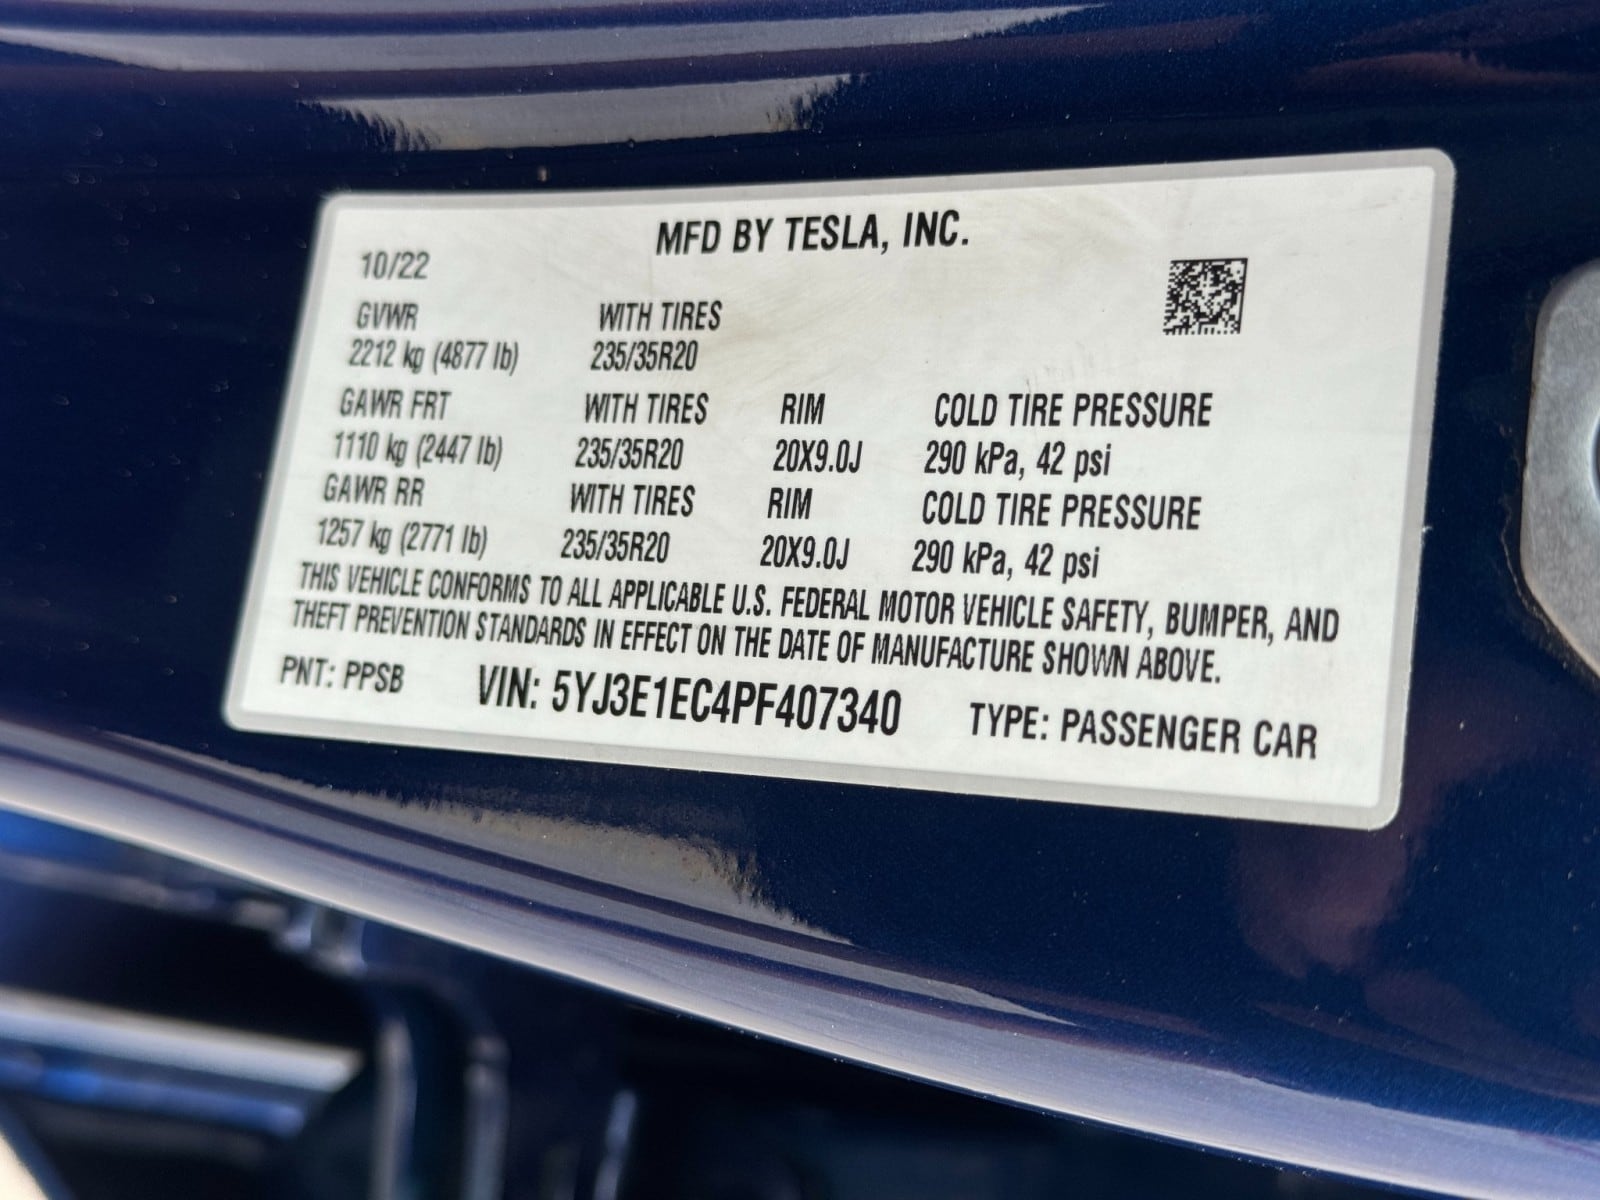 MFD BY TESLA, INC.
10/22
GVWR WITH TIRES
2212 kg (4877 lb) 235/35R20
GAWR FRT WITH TIRES RIM COLD TIRE PRESSURE
1110 kg (2447 lb) 235/35R20 20X9.0J 290 kPa, 42 psi
GAWR RR WITH TIRES RIM COLD TIRE PRESSURE
1257 kg (2771 lb) 235/35R20 20X9.0J 290 kPa, 42 psi
THIS VEHICLE CONFORMS TO ALL APPLICABLE U.S. FEDERAL MOTOR VEHICLE SAFETY, BUMPER, AND
THEFT PREVENTION STANDARDS IN EFFECT ON THE DATE OF MANUFACTURE SHOWN ABOVE.
PNT: PPSB VIN: 5YJ3E1EC4PF407340 TYPE: PASSENGER CAR